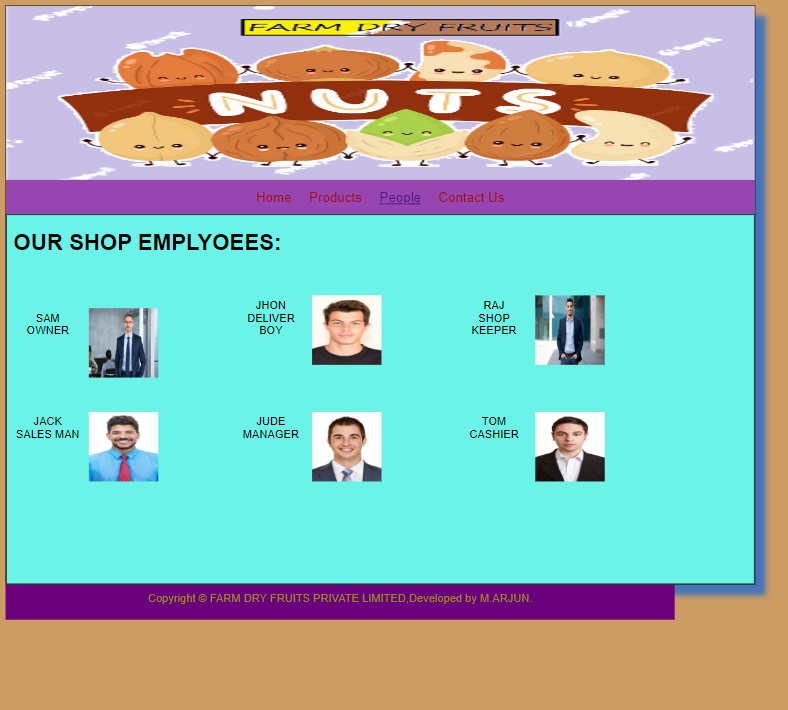 FARM DRY FRUITS
NUTS
Home Products People Contact Us
OUR SHOP EMPLYOEES:
SAM
OWNER
JHON
DELIVER
BOY
RAJ
SHOP
KEEPER
JACK
SALES MAN
JUDE
MANAGER
TOM
CASHIER
Copyright © FARM DRY FRUITS PRIVATE LIMITED,Developed by M.ARJUN.